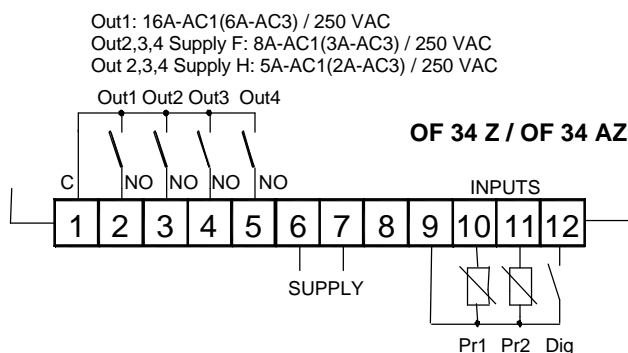 Out1: 16A-AC1(6A-AC3) / 250 VAC
Out2,3,4 Supply F: 8A-AC1(3A-AC3) / 250 VAC
Out 2,3,4 Supply H: 5A-AC1(2A-AC3) / 250 VAC
Out1 Out2 Out3 Out4
OF 34 Z / OF 34 AZ
C NO NO NO NO INPUTS
1 2 3 4 5 6 7 8 9 10 11 12
SUPPLY
Pr1 Pr2 Dig